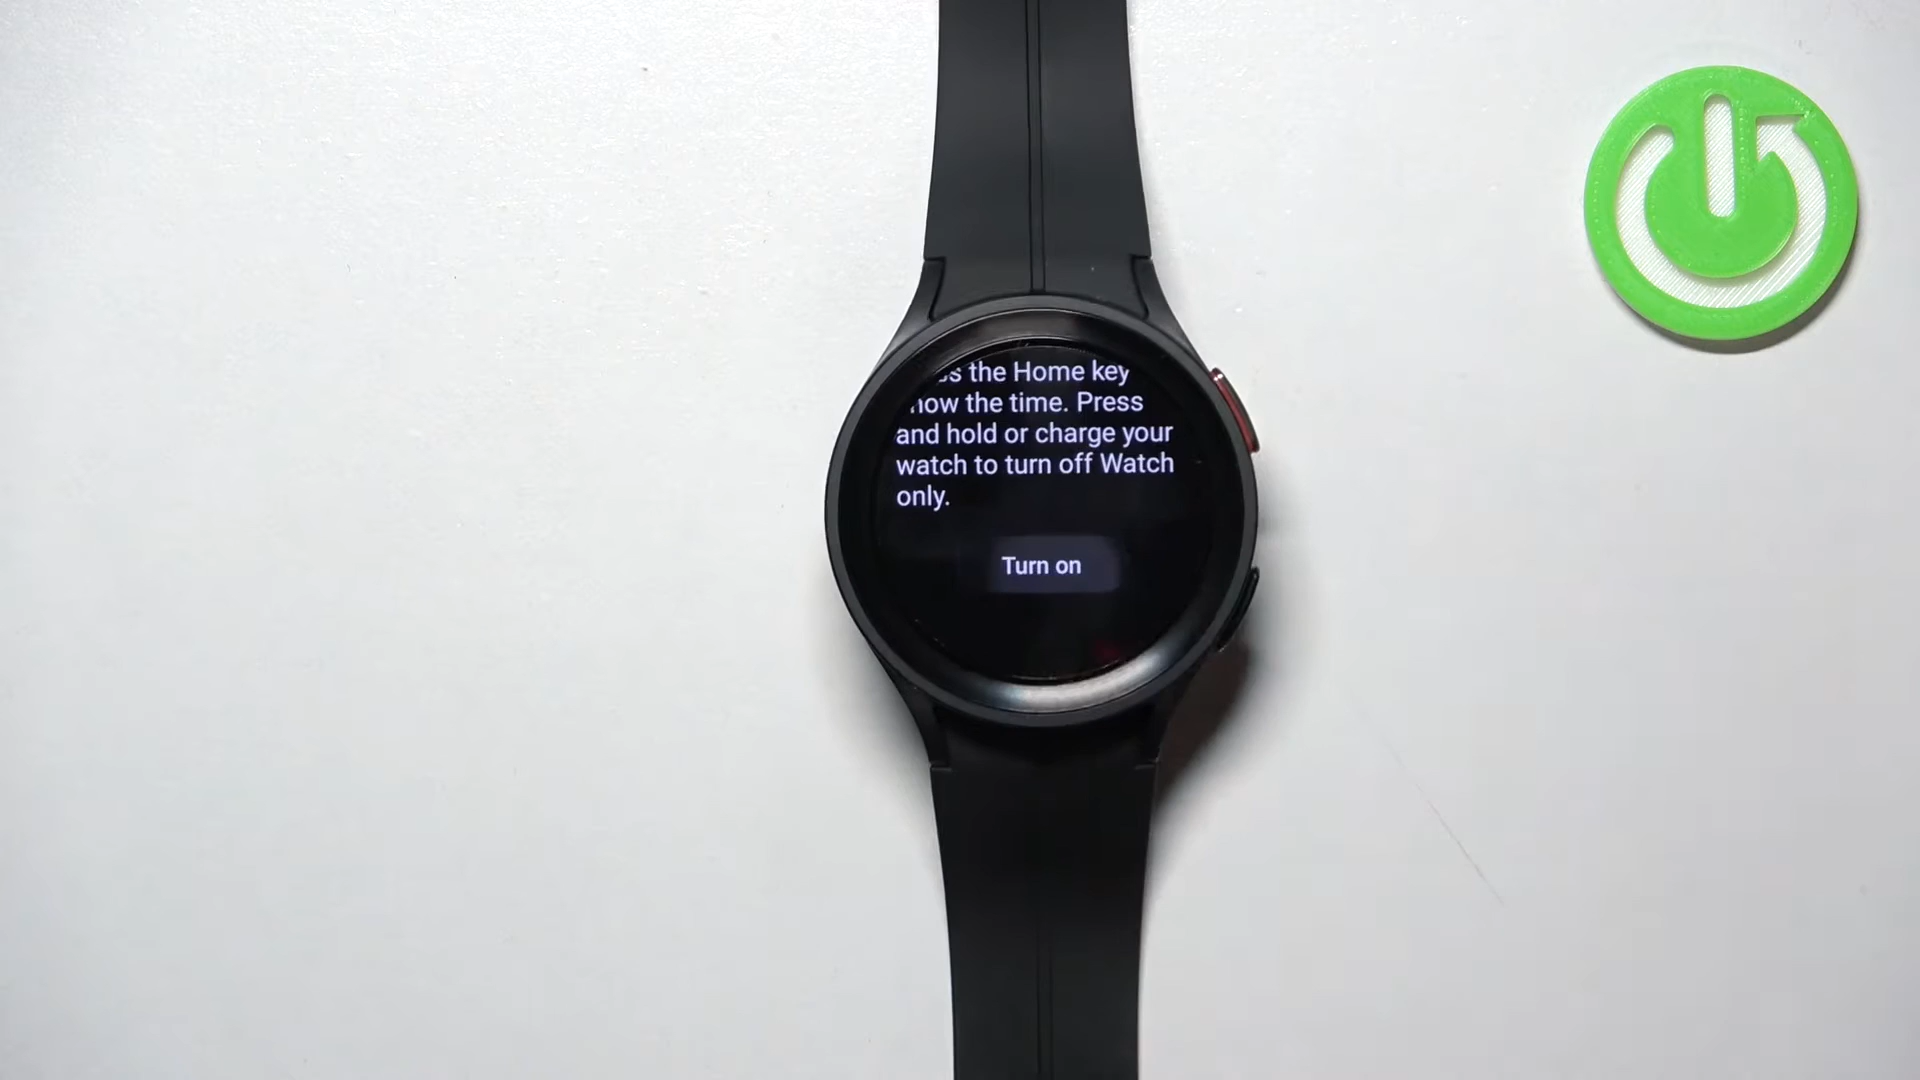 the Home key
the time. Press
and hold or charge your
watch to turn off Watch
only.
Turn on